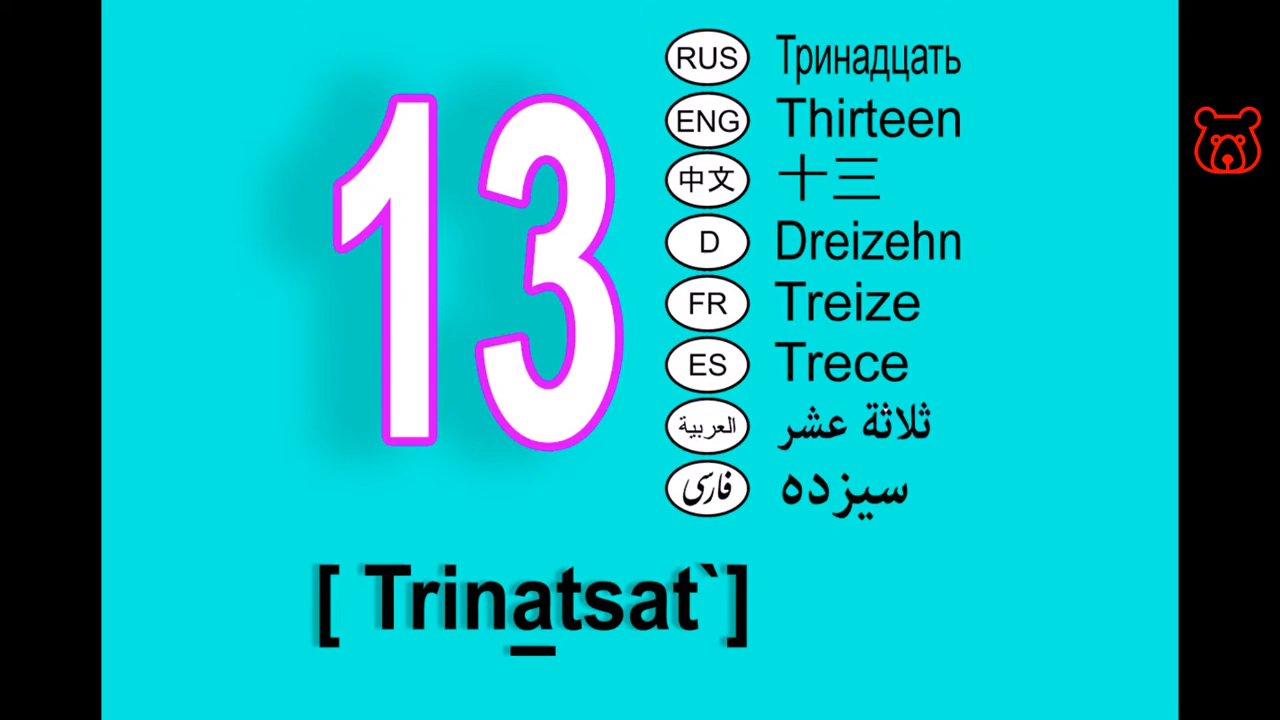 13
RUS Тринадцать
ENG Thirteen
中文 十三
D Dreizehn
FR Treize
ES Trece
العربية ثلاثة عشر
فارسی سیزده
[ Trinatsat`]